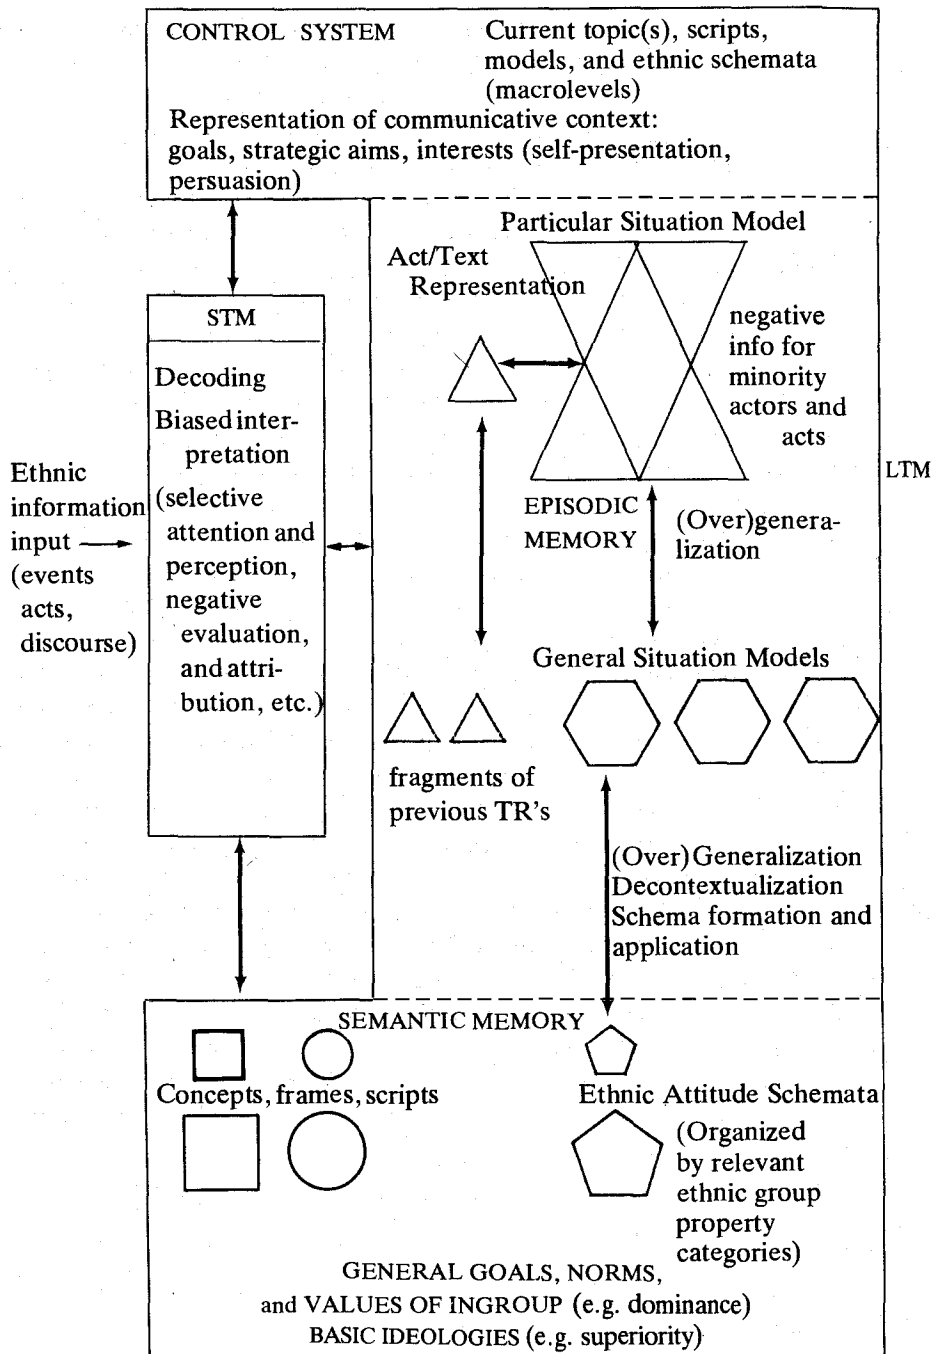 CONTROL SYSTEM
Current topic(s), scripts,
models, and ethnic schemata
(macrolevels)
Representation of communicative context:
goals, strategic aims, interests (self-presentation,
persuasion)
Particular Situation Model
Act/Text
Representation
negative
info for
minority
actors and
acts
STM
Decoding
Biased inter-
pretation
(selective
attention and
perception,
negative
evaluation,
and attri-
bution, etc.)
Ethnic
information
input
(events
acts,
discourse)
LTM
EPISODIC
MEMORY
(Over)genera-
lization
General Situation Models
fragments of
previous TR's
(Over) Generalization
Decontextualization
Schema formation and
application
SEMANTIC MEMORY
Concepts, frames, scripts
Ethnic Attitude Schemata
(Organized
by relevant
ethnic group
property
categories)
GENERAL GOALS, NORMS,
and VALUES OF INGROUP (e.g. dominance)
BASIC IDEOLOGIES (e.g. superiority)